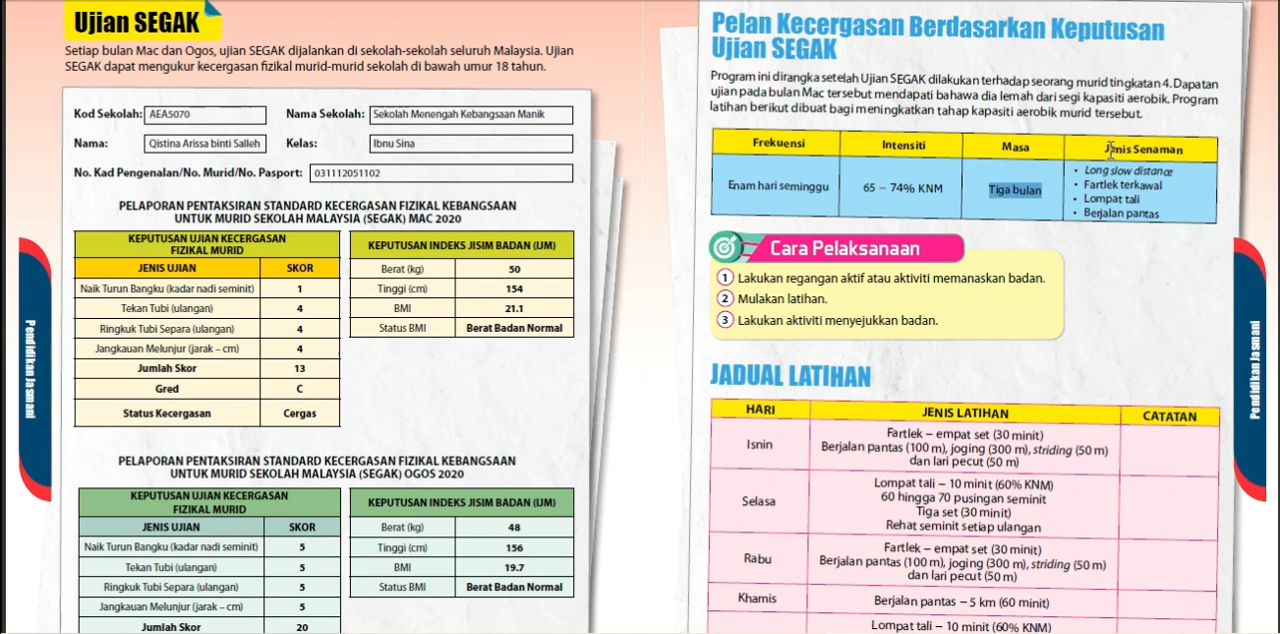 Ujian SEGAK
Setiap bulan Mac dan Ogos, ujian SEGAK dijalankan di sekolah-sekolah seluruh Malaysia. Ujian
SEGAK dapat mengukur kecergasan fizikal murid-murid sekolah di bawah umur 18 tahun.
Kod Sekolah: AEA5070 Nama Sekolah: Sekolah Menengah Kebangsaan Manik
Nama: Qistina Arissa binti Salleh Kelas: Ibnu Sina
No. Kad Pengenalan/No. Murid/No. Pasport: 031112051102
PELAPORAN PENTAKSIRAN STANDARD KECERGASAN FIZIKAL KEBANGSAAN
UNTUK MURID SEKOLAH MALAYSIA (SEGAK) MAC 2020
KEPUTUSAN UJIAN KECERGASAN
FIZIKAL MURID
JENIS UJIAN SKOR
Naik Turun Bangku (kadar nadi seminit) 1
Tekan Tubi (ulangan) 4
Ringkuk Tubi Separa (ulangan) 4
Jangkauan Melunjur (jarak – cm) 4
Jumlah Skor 13
Gred C
Status Kecergasan Cergas
KEPUTUSAN INDEKS JISIM BADAN (IJM)
Berat (kg) 50
Tinggi (cm) 154
BMI 21.1
Status BMI Berat Badan Normal
PELAPORAN PENTAKSIRAN STANDARD KECERGASAN FIZIKAL KEBANGSAAN
UNTUK MURID SEKOLAH MALAYSIA (SEGAK) OGOS 2020
KEPUTUSAN UJIAN KECERGASAN
FIZIKAL MURID
JENIS UJIAN SKOR
Naik Turun Bangku (kadar nadi seminit) 5
Tekan Tubi (ulangan) 5
Ringkuk Tubi Separa (ulangan) 5
Jangkauan Melunjur (jarak – cm) 5
Jumlah Skor 20
KEPUTUSAN INDEKS JISIM BADAN (IJM)
Berat (kg) 48
Tinggi (cm) 156
BMI 19.7
Status BMI Berat Badan Normal
Pendidikan Jasmani
Pelan Kecergasan Berdasarkan Keputusan
Ujian SEGAK
Program ini dirangka setelah Ujian SEGAK dilakukan terhadap seorang murid tingkatan 4. Dapatan
ujian pada bulan Mac tersebut mendapati bahawa dia lemah dari segi kapasiti aerobik. Program
latihan berikut dibuat bagi meningkatkan tahap kapasiti aerobik murid tersebut.
Frekuensi Intensiti Masa Jenis Senaman
Enam hari seminggu 65 – 74% KNM Tiga bulan
• Long slow distance
• Fartlek terkawal
• Lompat tali
• Berjalan pantas
Cara Pelaksanaan
1 Lakukan regangan aktif atau aktiviti memanaskan badan.
2 Mulakan latihan.
3 Lakukan aktiviti menyejukkan badan.
JADUAL LATIHAN
HARI JENIS LATIHAN CATATAN
Isnin
Fartlek – empat set (30 minit)
Berjalan pantas (100 m), joging (300 m), striding (50 m)
dan lari pecut (50 m)
Selasa
Lompat tali – 10 minit (60% KNM)
60 hingga 70 pusingan seminit
Tiga set (30 minit)
Rehat seminit setiap ulangan
Rabu
Fartlek – empat set (30 minit)
Berjalan pantas (100 m), joging (300 m), striding (50 m)
dan lari pecut (50 m)
Khamis Berjalan pantas – 5 km (60 minit)
Lompat tali – 10 minit (60% KNM)
Pendidikan Jasmani